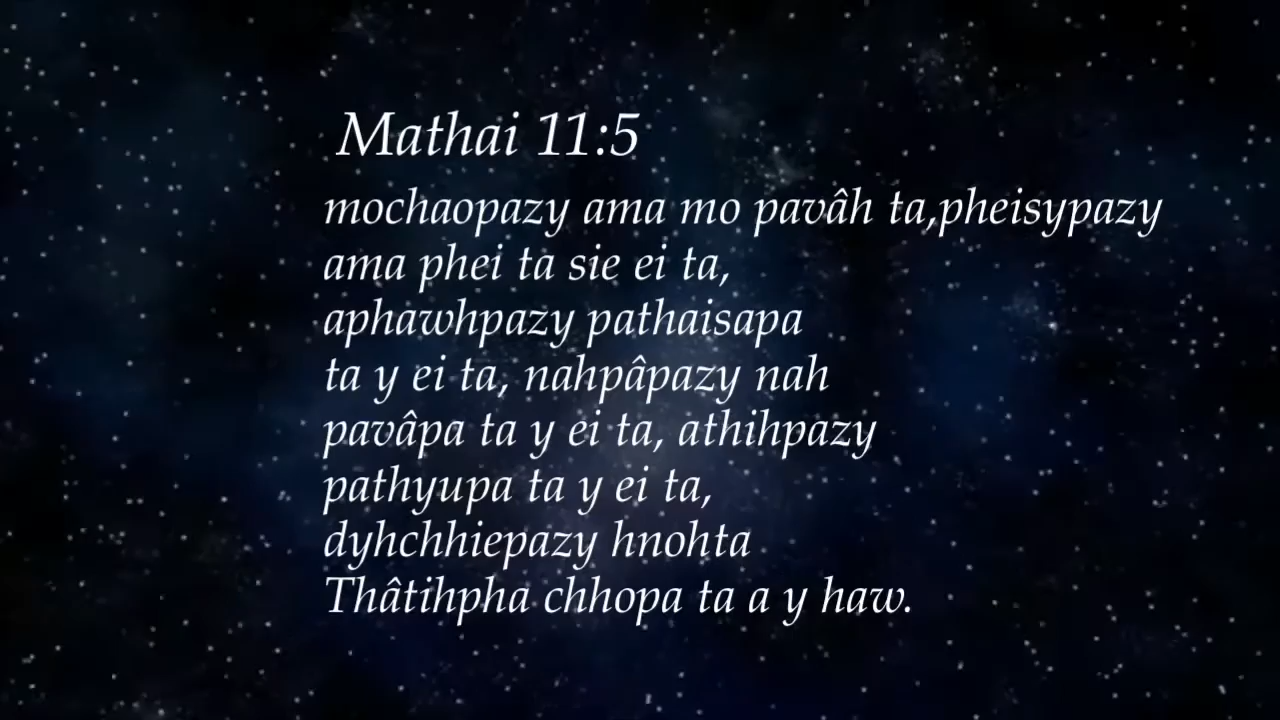 Mathai 11:5
mochaopazy ama mo pavâh ta,pheisypazy
ama phei ta sie ei ta,
aphawhpazy pathaisapa
ta y ei ta, nahpâpazy nah
pavâpa ta y ei ta, athihpazy
pathyupa ta y ei ta,
dyhchhiepazy hnohta
Thâtihpha chhopa ta a y haw.